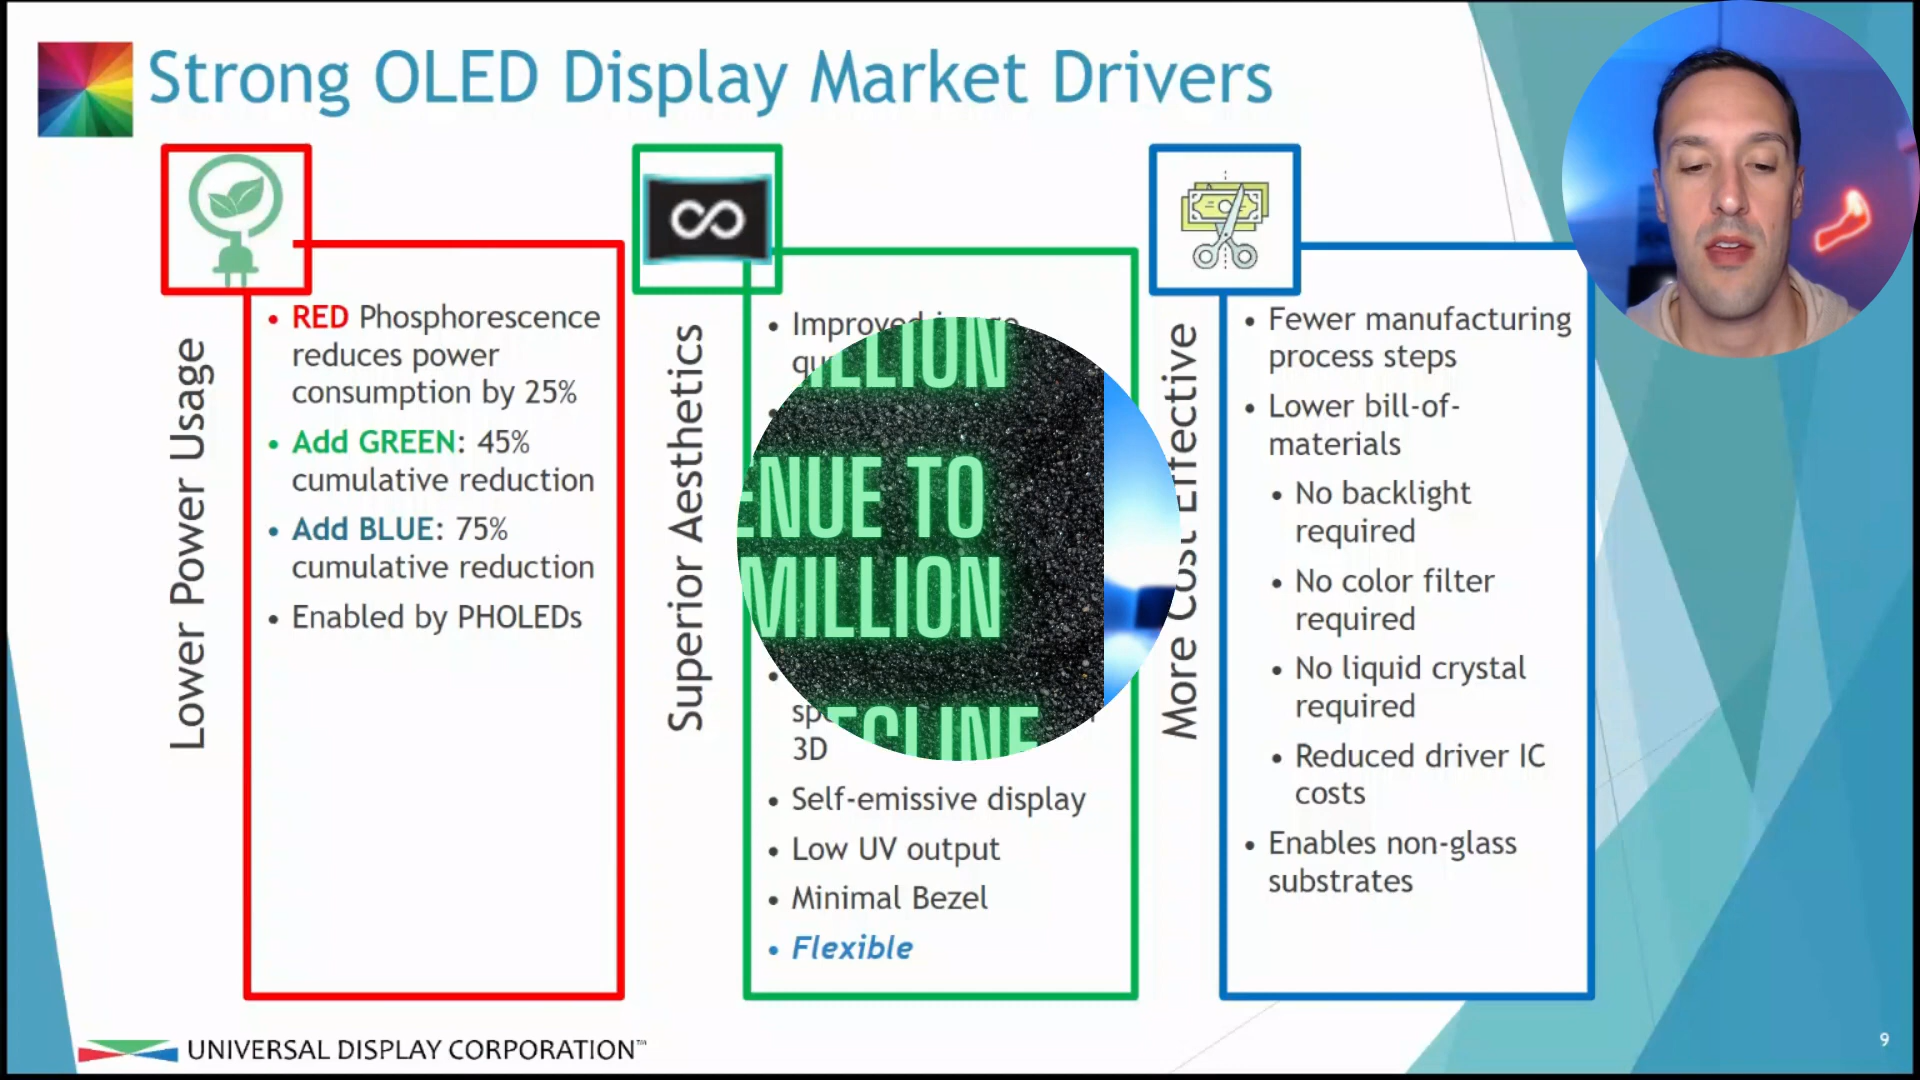 Strong OLED Display Market Drivers
Lower Power Usage
• RED Phosphorescence
reduces power
consumption by 25%
• Add GREEN: 45%
cumulative reduction
• Add BLUE: 75%
cumulative reduction
• Enabled by PHOLEDs
Superior Aesthetics
• Improved
3D
• Self-emissive display
• Low UV output
• Minimal Bezel
• Flexible
TO
MILLION
More Cost Effective
• Fewer manufacturing
process steps
• Lower bill-of-
materials
• No backlight
required
• No color filter
required
• No liquid crystal
required
• Reduced driver IC
costs
• Enables non-glass
substrates
UNIVERSAL DISPLAY CORPORATION™
9